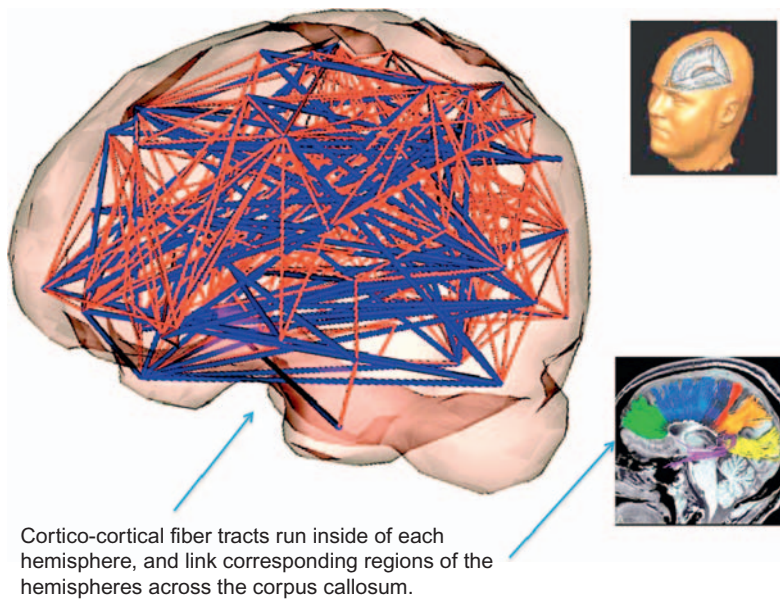 Cortico-cortical fiber tracts run inside of each
hemisphere, and link corresponding regions of the
hemispheres across the corpus callosum.